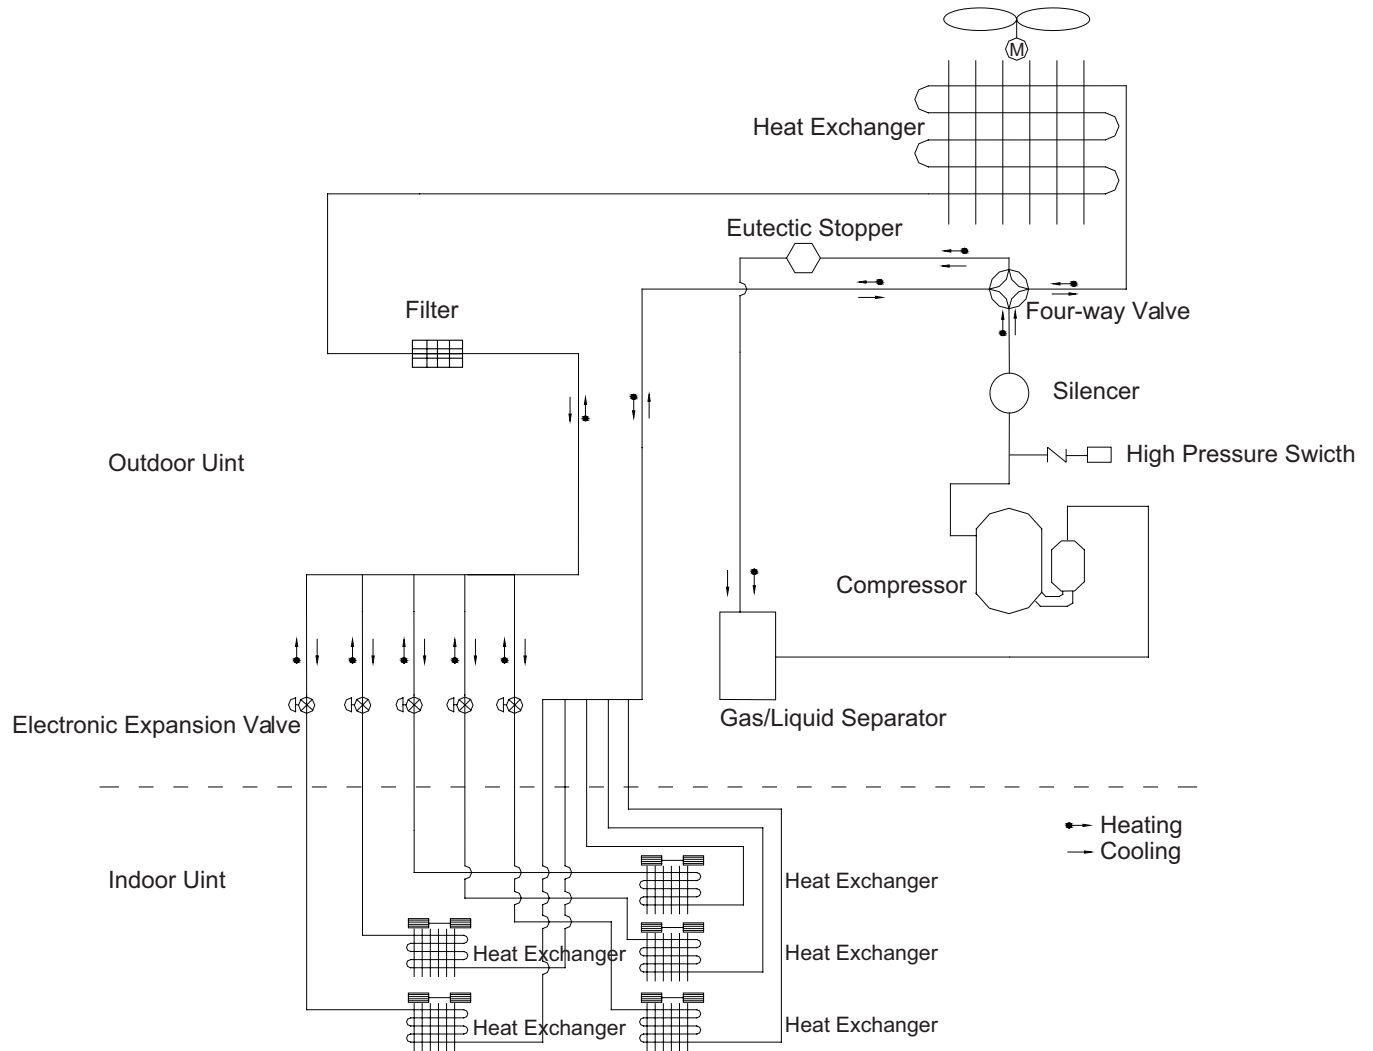 M
Heat Exchanger
Eutectic Stopper
Filter
Four-way Valve
Silencer
Outdoor Uint
High Pressure Swicth
Compressor
Electronic Expansion Valve
Gas/Liquid Separator
Heating
Cooling
Indoor Uint
Heat Exchanger
Heat Exchanger
Heat Exchanger
Heat Exchanger
Heat Exchanger